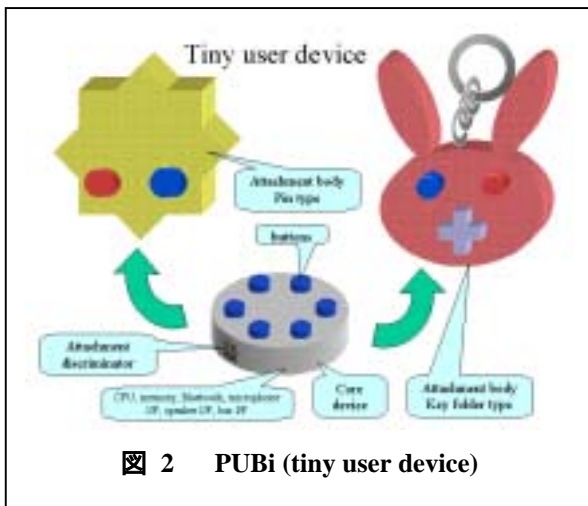 Tiny user device
Attachment body
Pin type
buttons
Attachment
discriminator
CPU, memory, Bluetooth, microphone
I/F, speaker I/F, bus I/F
Core
device
Attachment body
Key folder type
図 2 PUBi (tiny user device)